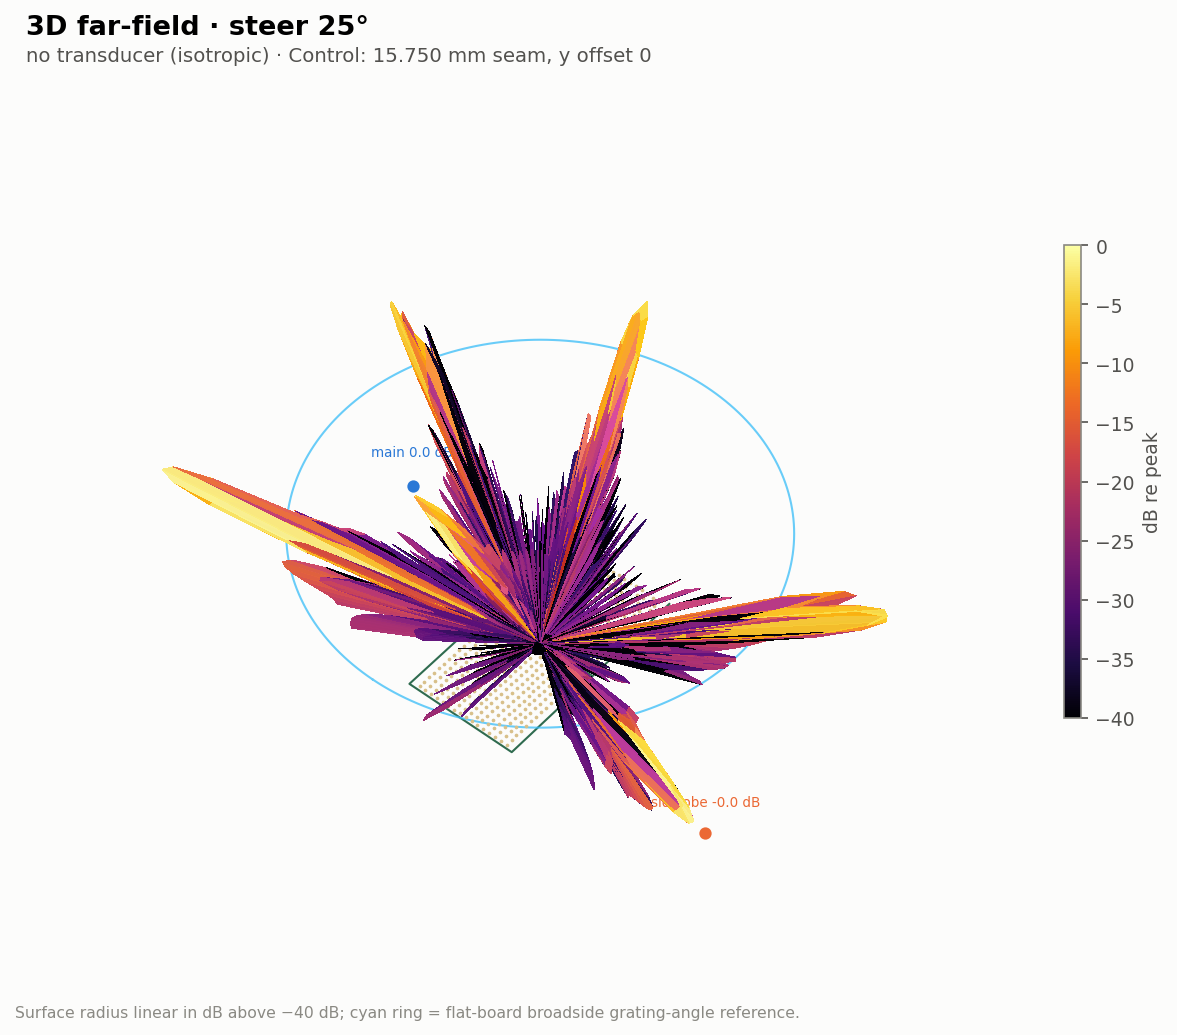 3D far-field · steer 25°
no transducer (isotropic) · Control: 15.750 mm seam, y offset 0
main 0.0 dB
-0.0 dB
0
−5
−10
−15
−20
−25
−30
−35
−40
dB re peak
Surface radius linear in dB above −40 dB; cyan ring = flat-board broadside grating-angle reference.